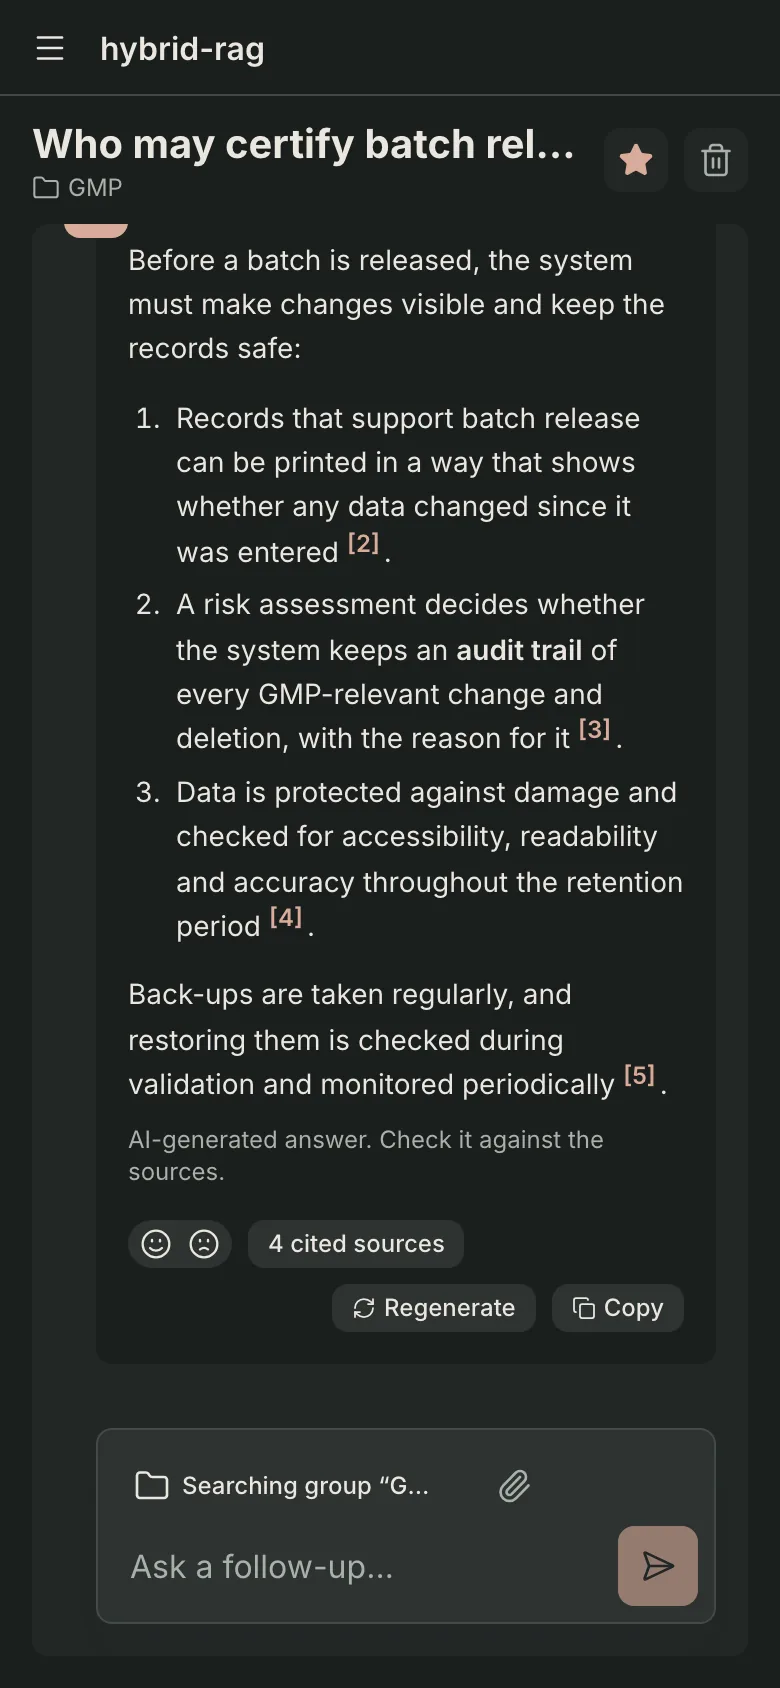 hybrid-rag
Who may certify batch rel...
GMP
Before a batch is released, the system
must make changes visible and keep the
records safe:
1. Records that support batch release
can be printed in a way that shows
whether any data changed since it
was entered [2].
2. A risk assessment decides whether
the system keeps an audit trail of
every GMP-relevant change and
deletion, with the reason for it [3].
3. Data is protected against damage and
checked for accessibility, readability
and accuracy throughout the retention
period [4].
Back-ups are taken regularly, and
restoring them is checked during
validation and monitored periodically [5].
AI-generated answer. Check it against the
sources.
4 cited sources
Regenerate Copy
Searching group “G...
Ask a follow-up...